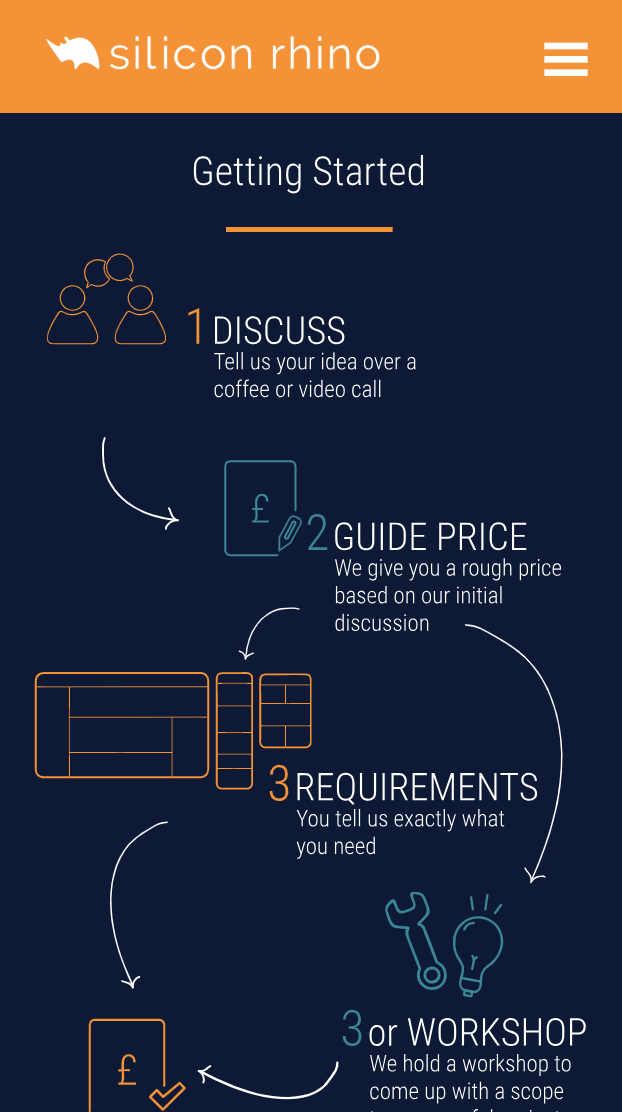 silicon rhino
Getting Started
1 DISCUSS
Tell us your idea over a
coffee or video call
£
2 GUIDE PRICE
We give you a rough price
based on our initial
discussion
3 REQUIREMENTS
You tell us exactly what
you need
3 or WORKSHOP
£
We hold a workshop to
come up with a scope